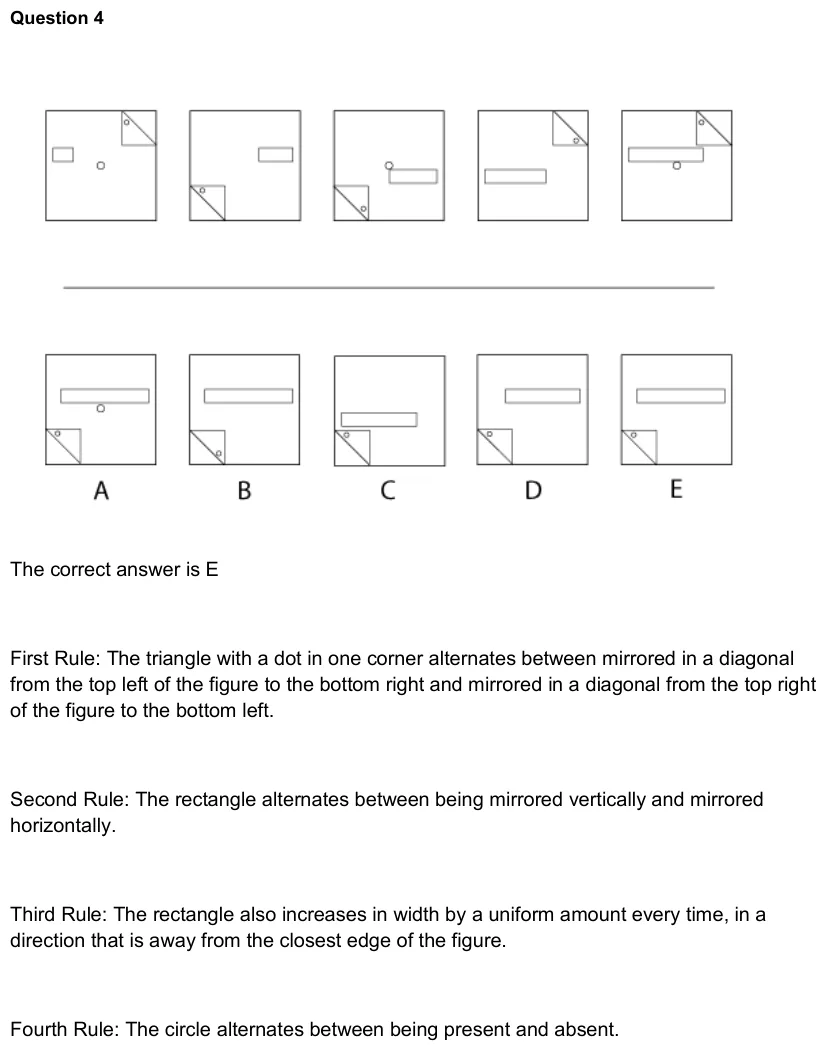 Question 4
A B C D E
The correct answer is E
First Rule: The triangle with a dot in one corner alternates between mirrored in a diagonal
from the top left of the figure to the bottom right and mirrored in a diagonal from the top right
of the figure to the bottom left.
Second Rule: The rectangle alternates between being mirrored vertically and mirrored
horizontally.
Third Rule: The rectangle also increases in width by a uniform amount every time, in a
direction that is away from the closest edge of the figure.
Fourth Rule: The circle alternates between being present and absent.